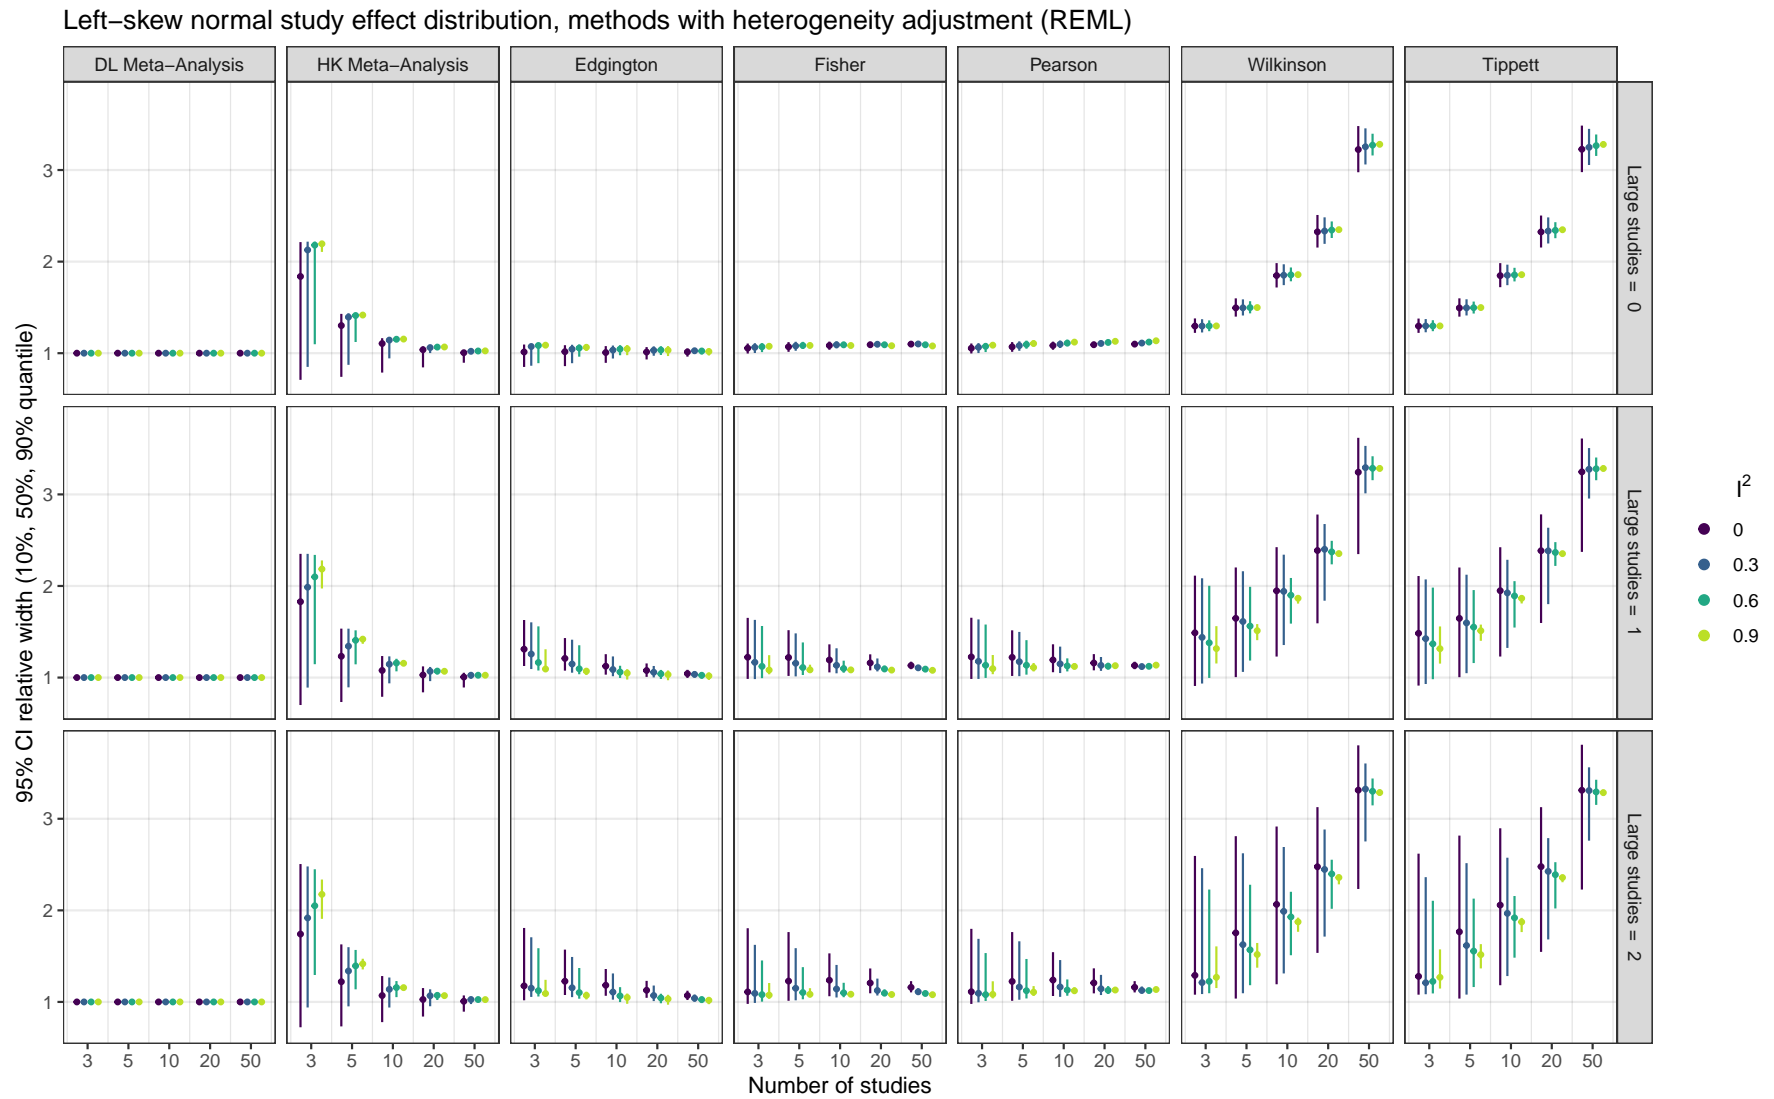 Left−skew normal study effect distribution, methods with heterogeneity adjustment (REML)
DL Meta−Analysis
HK Meta−Analysis
Edgington
Fisher
Pearson
Wilkinson
Tippett
95% CI relative width (10%, 50%, 90% quantile)
3
2
1
Large studies = 0
3
2
1
Large studies = 1
3
2
1
Large studies = 2
3 5 10 20 50
3 5 10 20 50
3 5 10 20 50
3 5 10 20 50
3 5 10 20 50
3 5 10 20 50
3 5 10 20 50
Number of studies
I²
0
0.3
0.6
0.9